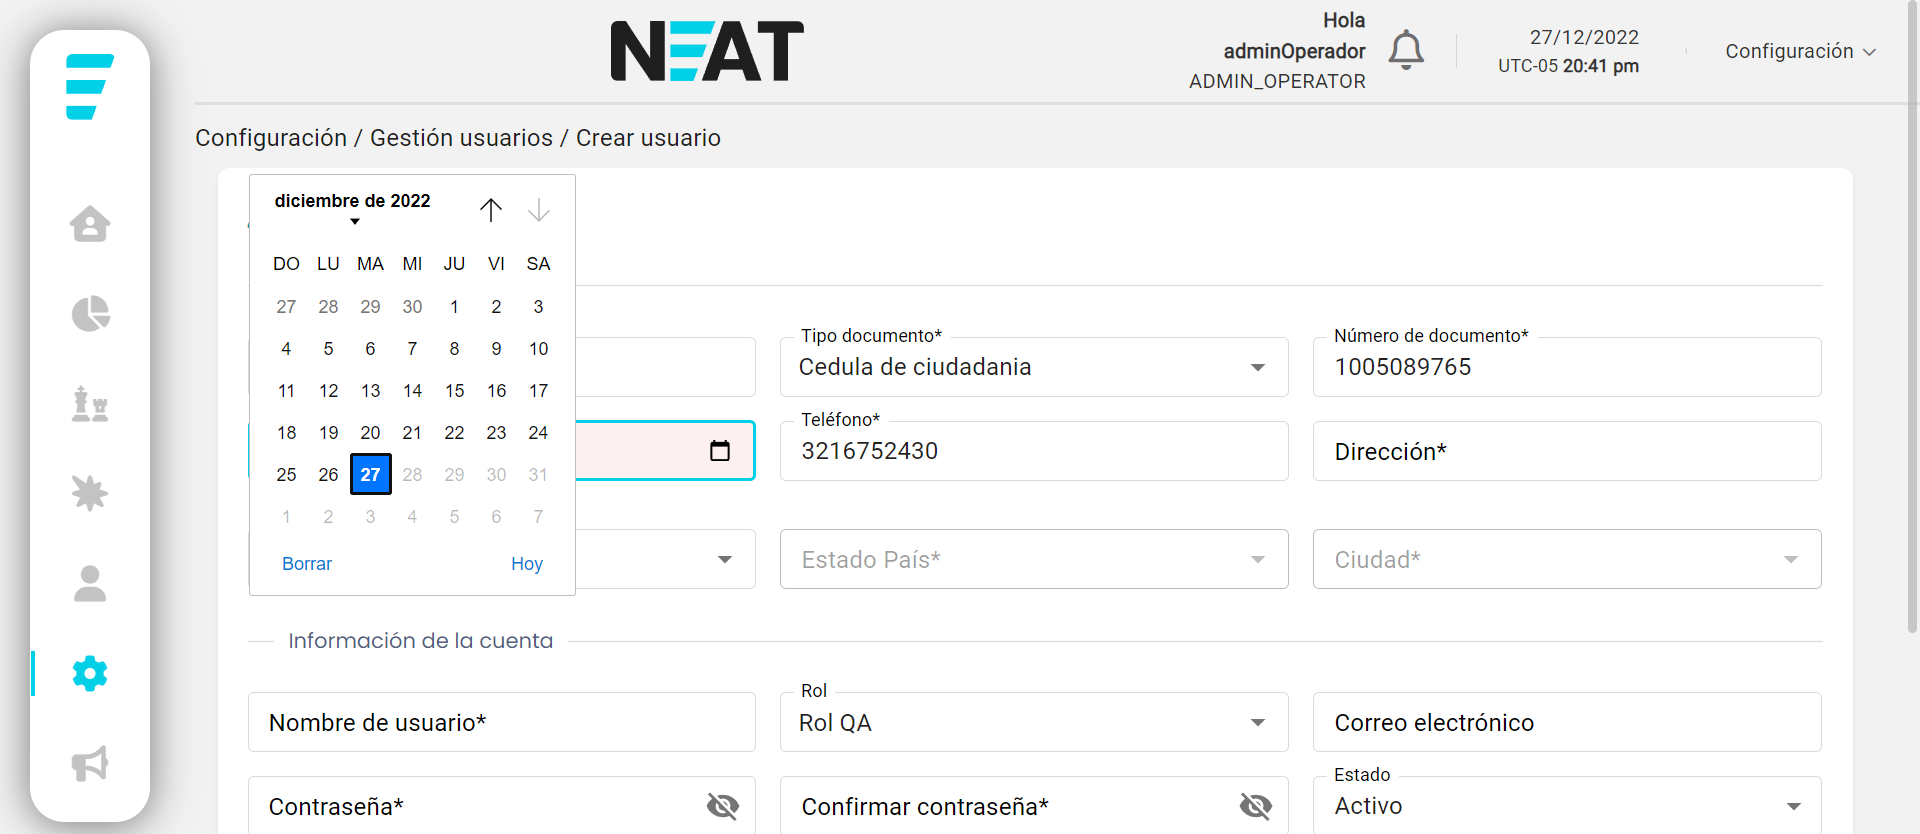 NEAT
Hola
adminOperador
ADMIN_OPERATOR
27/12/2022
UTC-05 20:41 pm
Configuración
Configuración / Gestión usuarios / Crear usuario
diciembre de 2022
DO LU MA MI JU VI SA
27 28 29 30 1 2 3
4 5 6 7 8 9 10
11 12 13 14 15 16 17
18 19 20 21 22 23 24
25 26 27 28 29 30 31
1 2 3 4 5 6 7
Borrar Hoy
Tipo documento*
Cedula de ciudadania
Número de documento*
1005089765
Teléfono*
3216752430
Dirección*
Estado País*
Ciudad*
Información de la cuenta
Nombre de usuario*
Rol
Rol QA
Correo electrónico
Contraseña*
Confirmar contraseña*
Estado
Activo